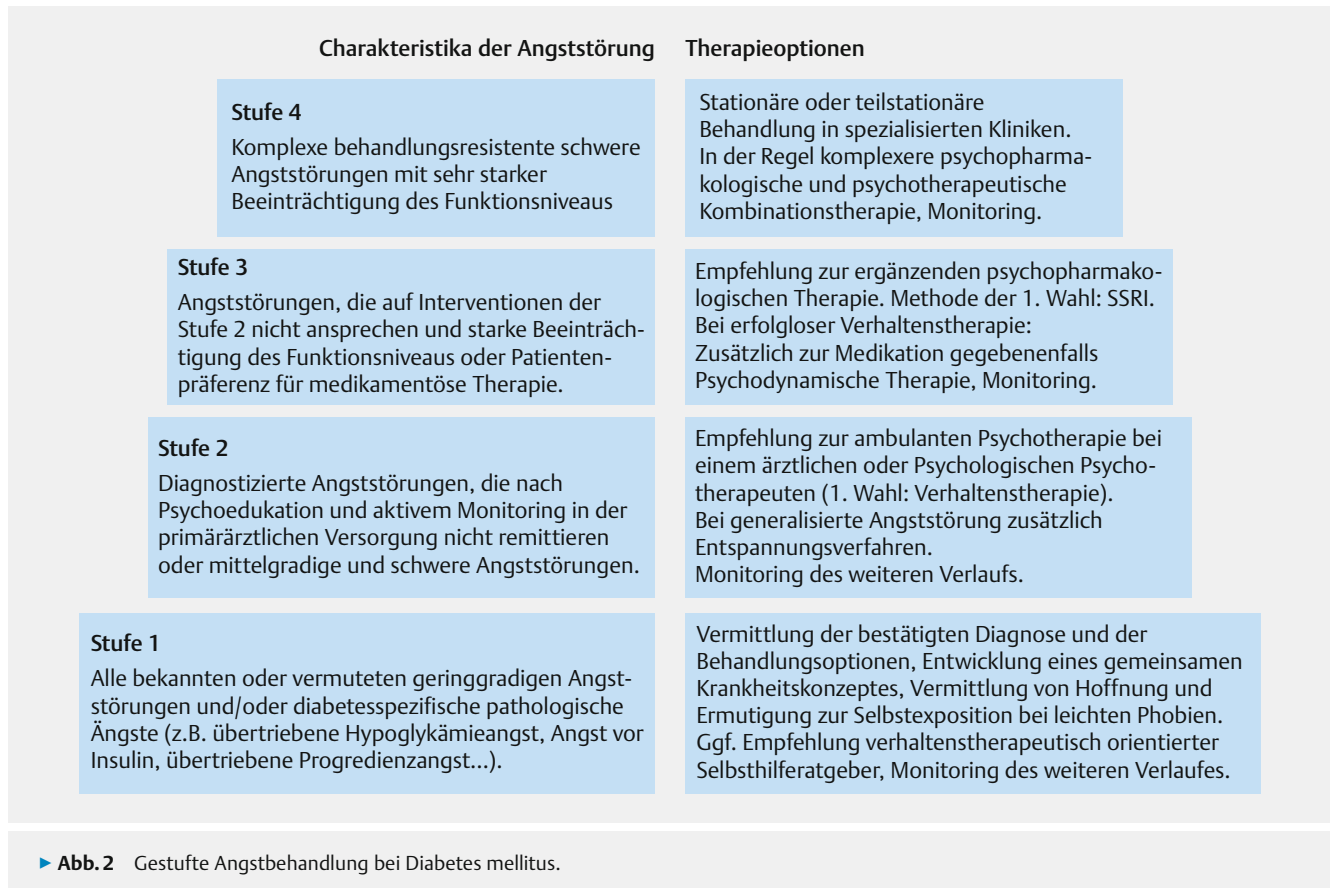 Charakteristika der Angststörung
Therapieoptionen
Stufe 4
Komplexe behandlungsresistente schwere
Angststörungen mit sehr starker
Beeinträchtigung des Funktionsniveaus
Stationäre oder teilstationäre
Behandlung in spezialisierten Kliniken.
In der Regel komplexere psychopharma-
kologische und psychotherapeutische
Kombinationstherapie, Monitoring.
Stufe 3
Angststörungen, die auf Interventionen der
Stufe 2 nicht ansprechen und starke Beeinträch-
tigung des Funktionsniveaus oder Patienten-
präferenz für medikamentöse Therapie.
Empfehlung zur ergänzenden psychopharmako-
logischen Therapie. Methode der 1. Wahl: SSRI.
Bei erfolgloser Verhaltenstherapie:
Zusätzlich zur Medikation gegebenenfalls
Psychodynamische Therapie, Monitoring.
Stufe 2
Diagnostizierte Angststörungen, die nach
Psychoedukation und aktivem Monitoring in der
primärärztlichen Versorgung nicht remittieren
oder mittelgradige und schwere Angststörungen.
Empfehlung zur ambulanten Psychotherapie bei
einem ärztlichen oder Psychologischen Psycho-
therapeuten (1. Wahl: Verhaltenstherapie).
Bei generalisierte Angststörung zusätzlich
Entspannungsverfahren.
Monitoring des weiteren Verlaufs.
Stufe 1
Alle bekannten oder vermuteten geringgradigen Angst-
störungen und/oder diabetesspezifische pathologische
Ängste (z.B. übertriebene Hypoglykämieangst, Angst vor
Insulin, übertriebene Progredienzangst...).
Vermittlung der bestätigten Diagnose und der
Behandlungsoptionen, Entwicklung eines gemeinsamen
Krankheitskonzeptes, Vermittlung von Hoffnung und
Ermutigung zur Selbstexposition bei leichten Phobien.
Ggf. Empfehlung verhaltenstherapeutisch orientierter
Selbsthilferatgeber, Monitoring des weiteren Verlaufes.
▶ Abb. 2 Gestufte Angstbehandlung bei Diabetes mellitus.